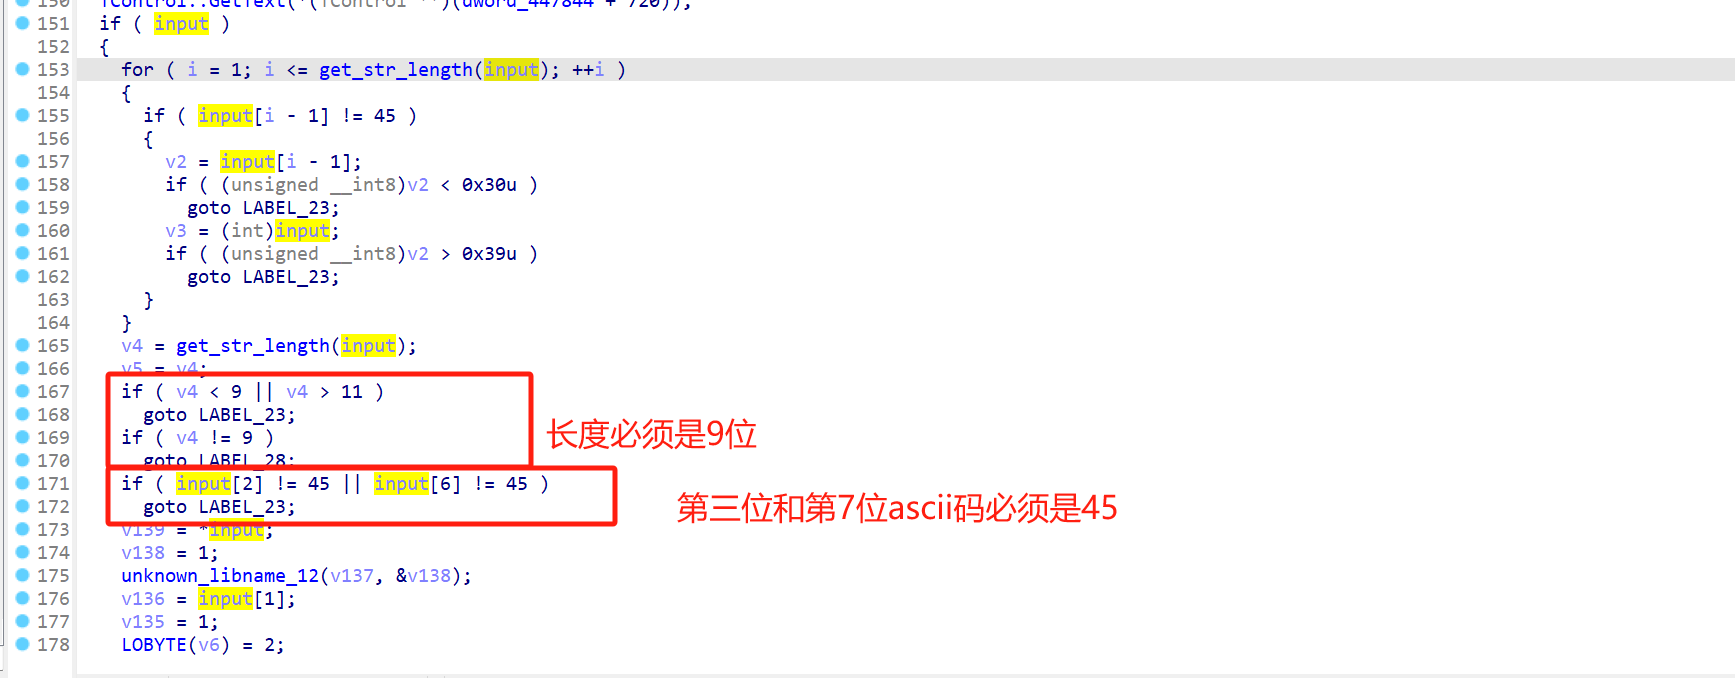 150 TControl::GetText(*(TControl **)(dword_447844 + 720));
151 if ( input )
152 {
153 for ( i = 1; i <= get_str_length(input); ++i )
154 {
155 if ( input[i - 1] != 45 )
156 {
157 v2 = input[i - 1];
158 if ( (unsigned __int8)v2 < 0x30u )
159 goto LABEL_23;
160 v3 = (int)input;
161 if ( (unsigned __int8)v2 > 0x39u )
162 goto LABEL_23;
163 }
164 }
165 v4 = get_str_length(input);
166 v5 = v4;
167 if ( v4 < 9 || v4 > 11 )
168 goto LABEL_23;
169 if ( v4 != 9 )
170 goto LABEL_28;
长度必须是9位
171 if ( input[2] != 45 || input[6] != 45 )
172 goto LABEL_23;
第三位和第7位ascii码必须是45
173 v139 = *input;
174 v138 = 1;
175 unknown_libname_12(v137, &v138);
176 v136 = input[1];
177 v135 = 1;
178 LOBYTE(v6) = 2;